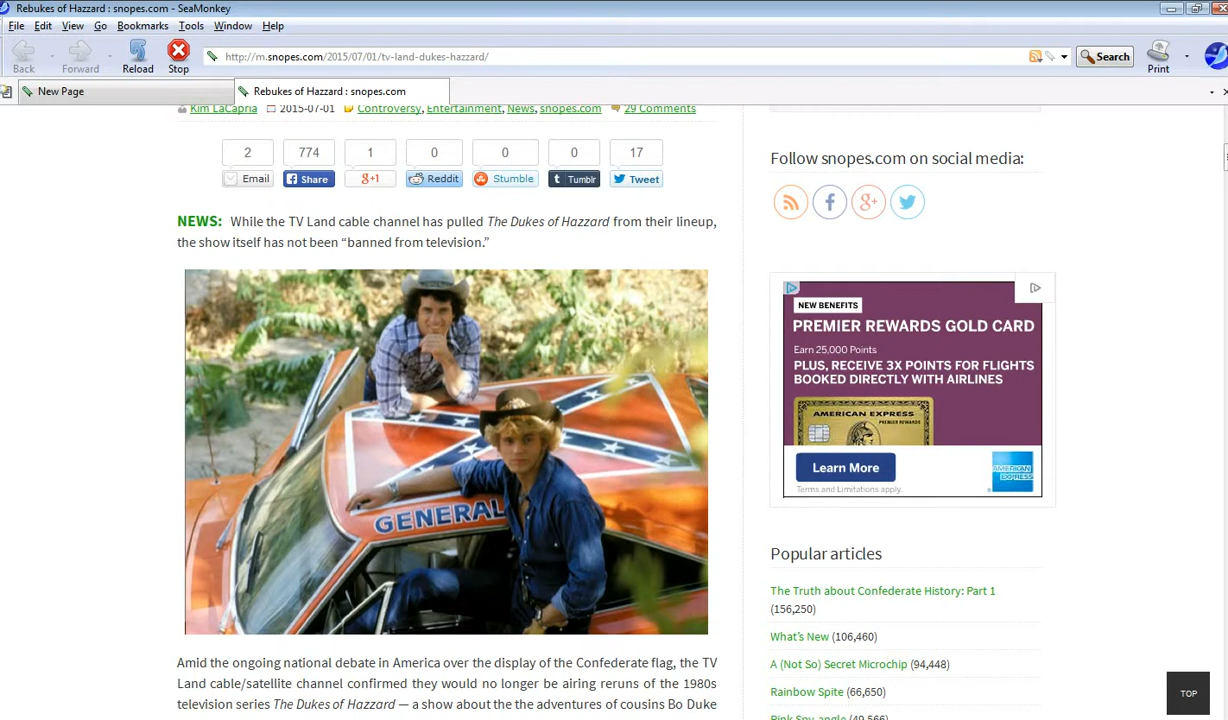 Rebukes of Hazzard : snopes.com - SeaMonkey
File Edit View Go Bookmarks Tools Window Help
Back Forward Reload Stop http://m.snopes.com/2015/07/01/tv-land-dukes-hazzard/ Search Print
New Page Rebukes of Hazzard : snopes.com
Kim LaCapria 2015-07-01 Controversy, Entertainment, News, snopes.com 29 Comments
2 774 1 0 0 0 17
Email Share +1 Reddit Stumble Tumblr Tweet
NEWS: While the TV Land cable channel has pulled The Dukes of Hazzard from their lineup,
the show itself has not been “banned from television.”
GENERAL
Amid the ongoing national debate in America over the display of the Confederate flag, the TV
Land cable/satellite channel confirmed they would no longer be airing reruns of the 1980s
television series The Dukes of Hazzard — a show about the the adventures of cousins Bo Duke
Follow snopes.com on social media:
NEW BENEFITS
PREMIER REWARDS GOLD CARD
Earn 25,000 Points
PLUS, RECEIVE 3X POINTS FOR FLIGHTS
BOOKED DIRECTLY WITH AIRLINES
AMERICAN EXPRESS
PREMIER REWARDS
Learn More
AMERICAN EXPRESS
Terms and Limitations apply.
Popular articles
The Truth about Confederate History: Part 1
(156,250)
What’s New (106,460)
A (Not So) Secret Microchip (94,448)
Rainbow Spite (66,650)
Pink Spy-angle (49,566)
TOP